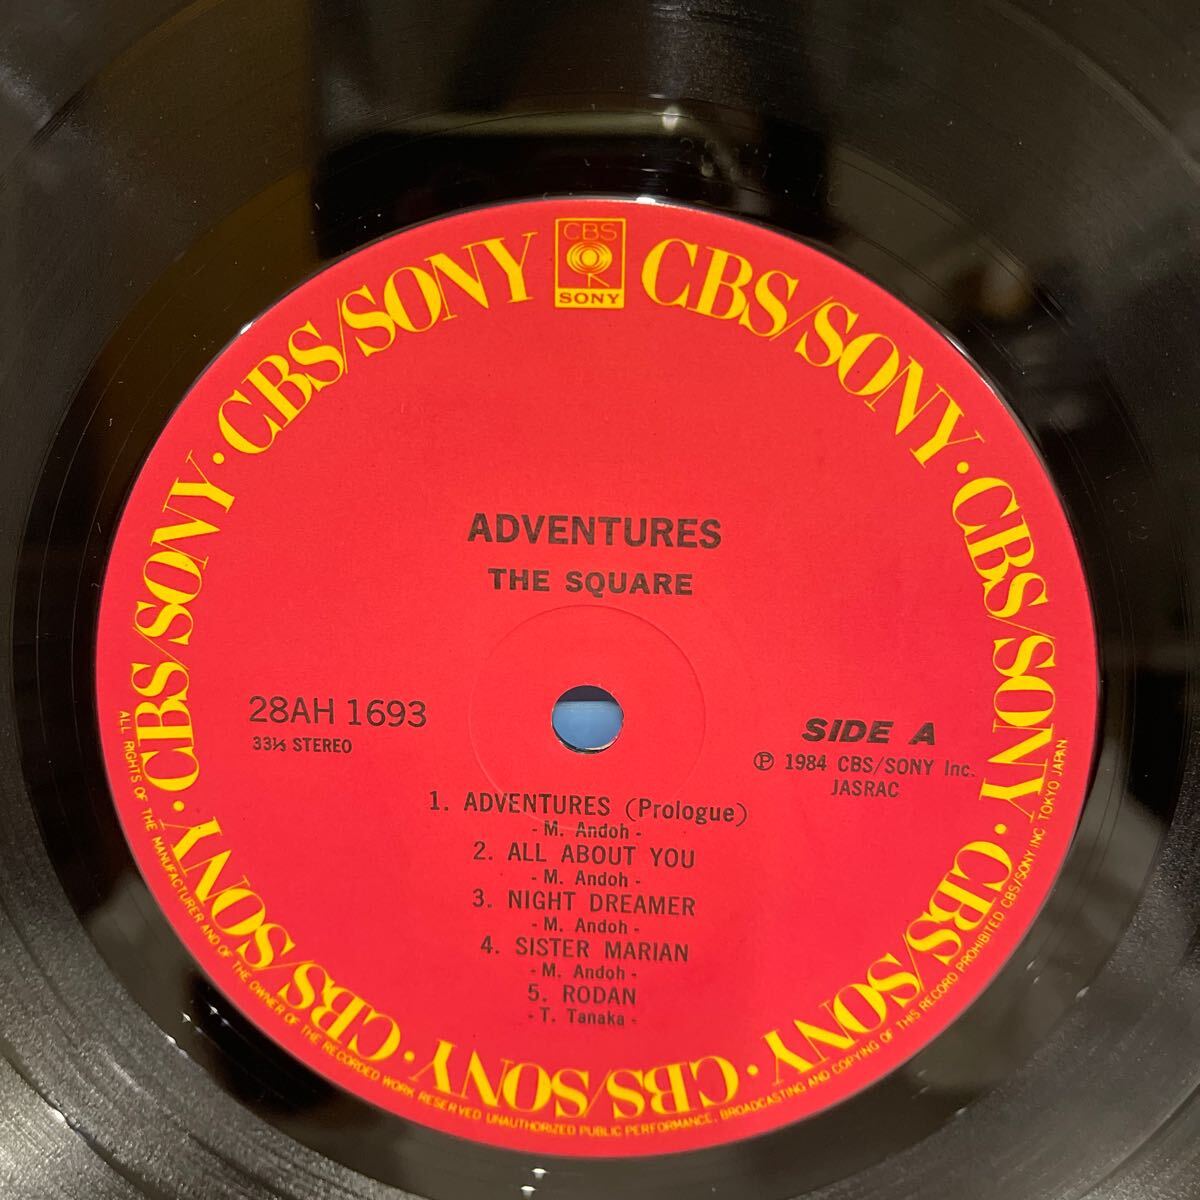 CBS
SONY
CBS/SONY · CBS/SONY · CBS/SONY · CBS/SONY · CBS/SONY · CBS/SONY · CBS/SONY · CBS/SONY
ADVENTURES
THE SQUARE
28AH 1693
33⅓ STEREO
SIDE A
Ⓟ 1984 CBS/SONY Inc.
JASRAC
1. ADVENTURES (Prologue)
- M. Andoh -
2. ALL ABOUT YOU
- M. Andoh -
3. NIGHT DREAMER
- M. Andoh -
4. SISTER MARIAN
- M. Andoh -
5. RODAN
- T. Tanaka -
ALL RIGHTS OF THE MANUFACTURER AND OF THE OWNER OF THE RECORDED WORK RESERVED UNAUTHORIZED PUBLIC PERFORMANCE, BROADCASTING AND COPYING OF THIS RECORD PROHIBITED CBS/SONY INC TOKYO JAPAN